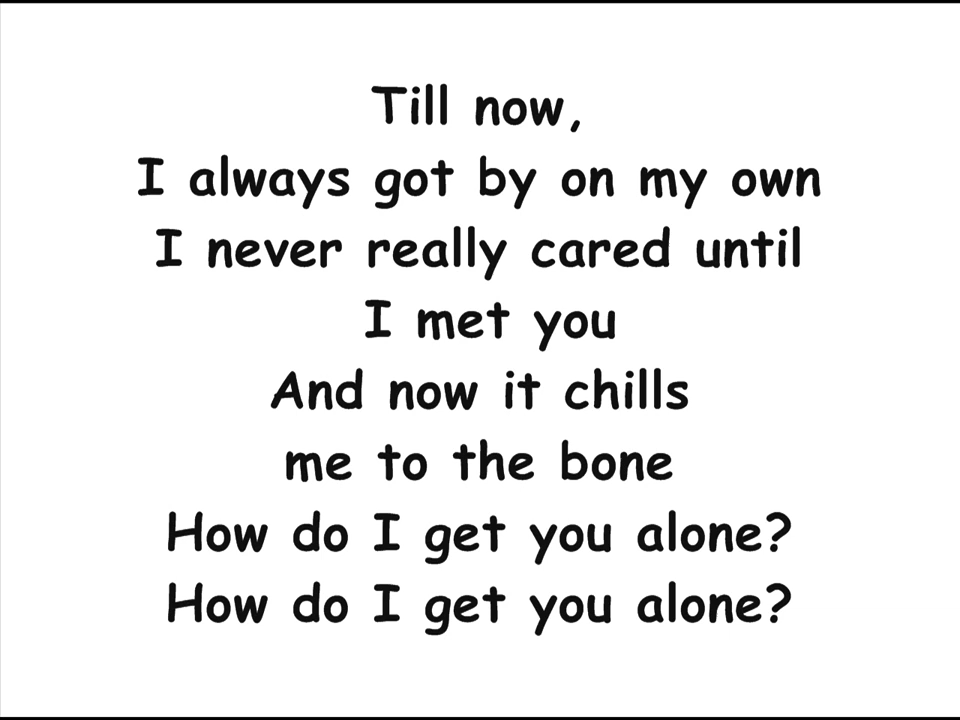 Till now,
I always got by on my own
I never really cared until
I met you
And now it chills
me to the bone
How do I get you alone?
How do I get you alone?